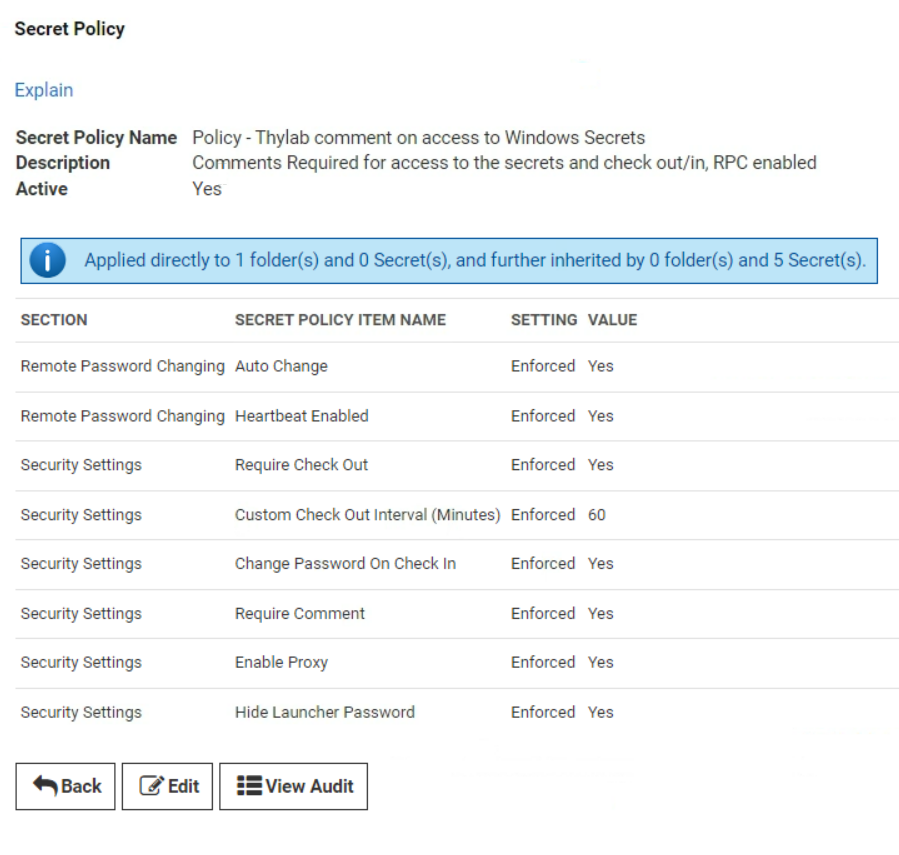 Secret Policy
Explain
Secret Policy Name Policy - Thylab comment on access to Windows Secrets
Description Comments Required for access to the secrets and check out/in, RPC enabled
Active Yes
Applied directly to 1 folder(s) and 0 Secret(s), and further inherited by 0 folder(s) and 5 Secret(s).
SECTION SECRET POLICY ITEM NAME SETTING VALUE
Remote Password Changing Auto Change Enforced Yes
Remote Password Changing Heartbeat Enabled Enforced Yes
Security Settings Require Check Out Enforced Yes
Security Settings Custom Check Out Interval (Minutes) Enforced 60
Security Settings Change Password On Check In Enforced Yes
Security Settings Require Comment Enforced Yes
Security Settings Enable Proxy Enforced Yes
Security Settings Hide Launcher Password Enforced Yes
Back Edit View Audit